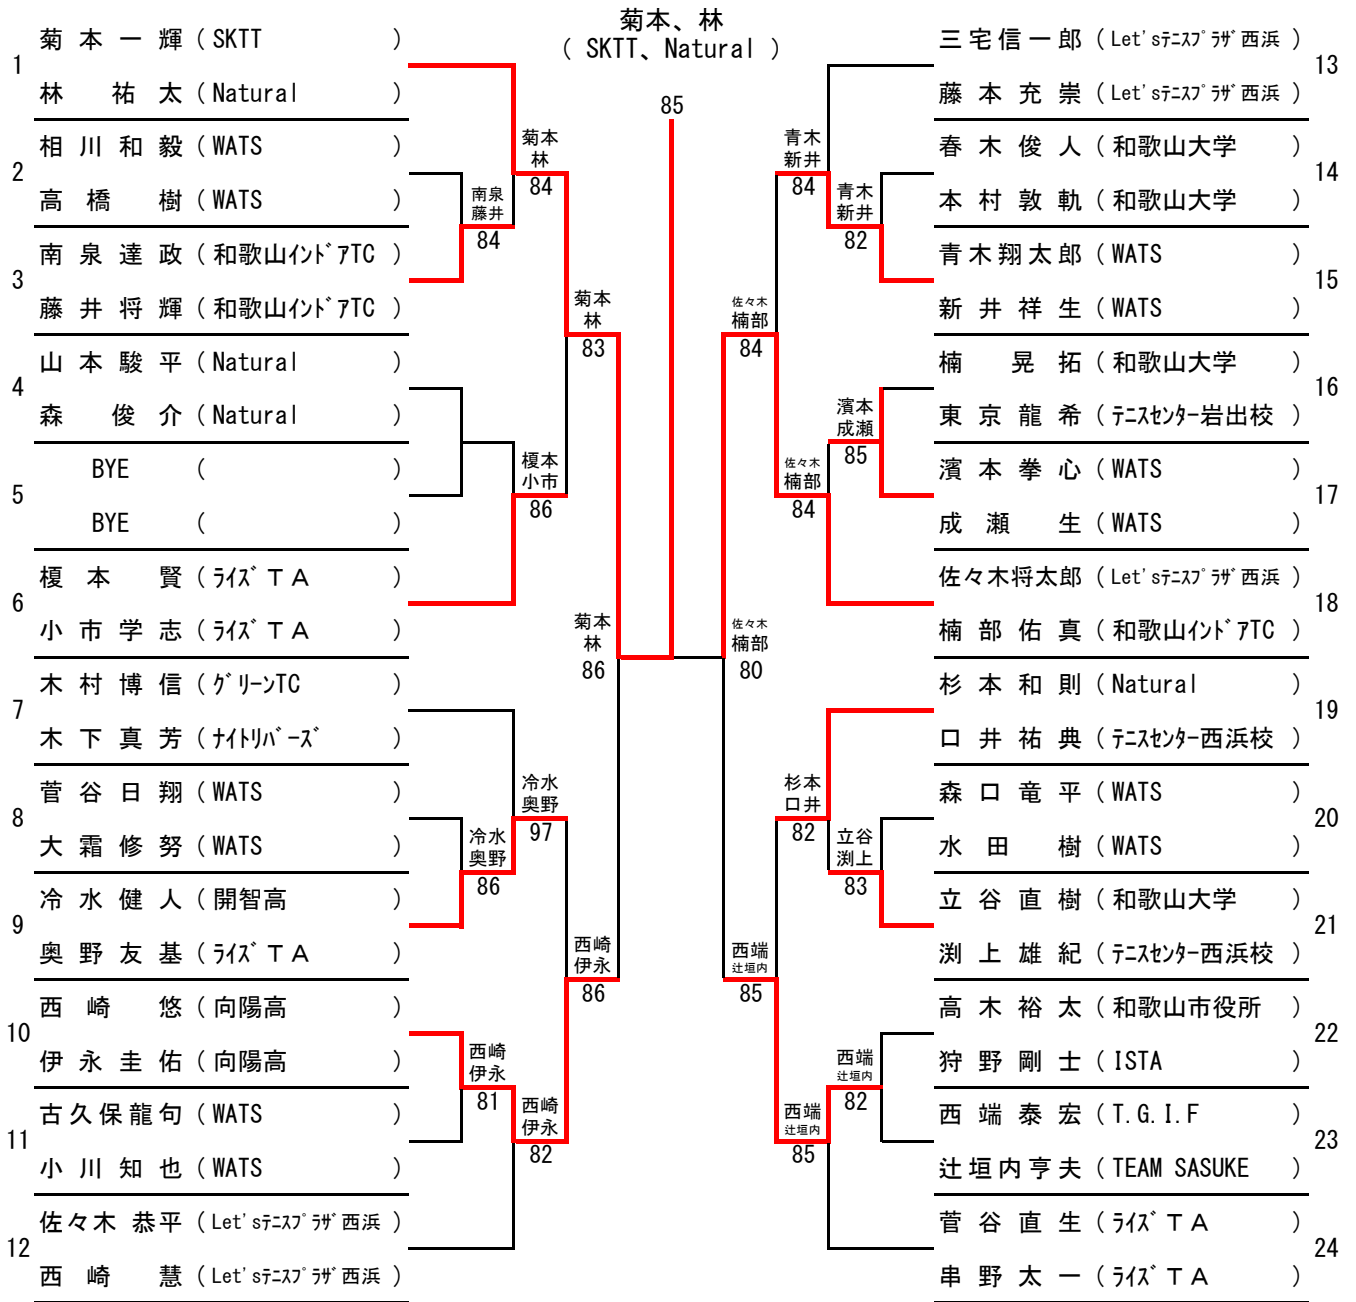 菊本、林
( SKTT、Natural )
85
1
菊本一輝 ( SKTT )
林 祐太 ( Natural )
2
相川和毅 ( WATS )
高橋 樹 ( WATS )
3
南泉達政 ( 和歌山ｲﾝﾄﾞｱTC )
藤井将輝 ( 和歌山ｲﾝﾄﾞｱTC )
4
山本駿平 ( Natural )
森 俊介 ( Natural )
5
BYE ( )
BYE ( )
6
榎本 賢 ( ﾗｲｽﾞＴＡ )
小市学志 ( ﾗｲｽﾞＴＡ )
7
木村博信 ( ｸﾞﾘｰﾝTC )
木下真芳 ( ﾅｲﾄﾘﾊﾞｰｽﾞ )
8
菅谷日翔 ( WATS )
大霜修努 ( WATS )
9
冷水健人 ( 開智高 )
奥野友基 ( ﾗｲｽﾞＴＡ )
10
西崎 悠 ( 向陽高 )
伊永圭佑 ( 向陽高 )
11
古久保龍句 ( WATS )
小川知也 ( WATS )
12
佐々木 恭平 ( Let'sﾃﾆｽﾌﾟﾗｻﾞ西浜 )
西崎 慧 ( Let'sﾃﾆｽﾌﾟﾗｻﾞ西浜 )
南泉
藤井
84
冷水
奥野
86
西崎
伊永
81
菊本
林
84
榎本
小市
86
冷水
奥野
97
西崎
伊永
82
菊本
林
83
西崎
伊永
86
菊本
林
86
佐々木
楠部
80
佐々木
楠部
84
西端
辻垣内
85
青木
新井
84
佐々木
楠部
84
杉本
口井
82
西端
辻垣内
85
青木
新井
82
濱本
成瀬
85
立谷
渕上
83
西端
辻垣内
82
三宅信一郎 ( Let'sﾃﾆｽﾌﾟﾗｻﾞ西浜 )
藤本充崇 ( Let'sﾃﾆｽﾌﾟﾗｻﾞ西浜 )
13
春木俊人 ( 和歌山大学 )
本村敦軌 ( 和歌山大学 )
14
青木翔太郎 ( WATS )
新井祥生 ( WATS )
15
楠 晃拓 ( 和歌山大学 )
東京龍希 ( ﾃﾆｽｾﾝﾀｰ岩出校 )
16
濱本拳心 ( WATS )
成瀬 生 ( WATS )
17
佐々木将太郎 ( Let'sﾃﾆｽﾌﾟﾗｻﾞ西浜 )
楠部佑真 ( 和歌山ｲﾝﾄﾞｱTC )
18
杉本和則 ( Natural )
口井祐典 ( ﾃﾆｽｾﾝﾀｰ西浜校 )
19
森口竜平 ( WATS )
水田 樹 ( WATS )
20
立谷直樹 ( 和歌山大学 )
渕上雄紀 ( ﾃﾆｽｾﾝﾀｰ西浜校 )
21
高木裕太 ( 和歌山市役所 )
狩野剛士 ( ISTA )
22
西端泰宏 ( T.G.I.F )
辻垣内亨夫 ( TEAM SASUKE )
23
菅谷直生 ( ﾗｲｽﾞＴＡ )
串野太一 ( ﾗｲｽﾞＴＡ )
24